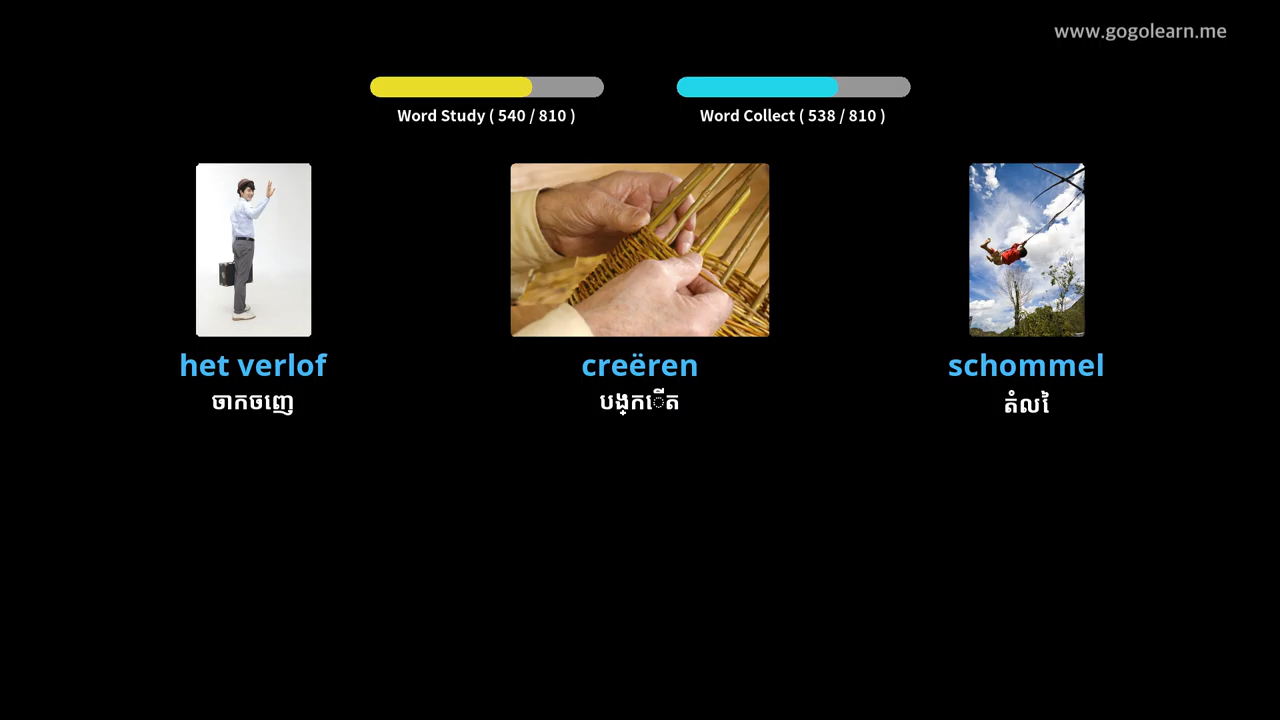 www.gogolearn.me
Word Study ( 540 / 810 )
Word Collect ( 538 / 810 )
het verlof
creëren
schommel
ចាកចេញ
បង្កើត
តំលៃ